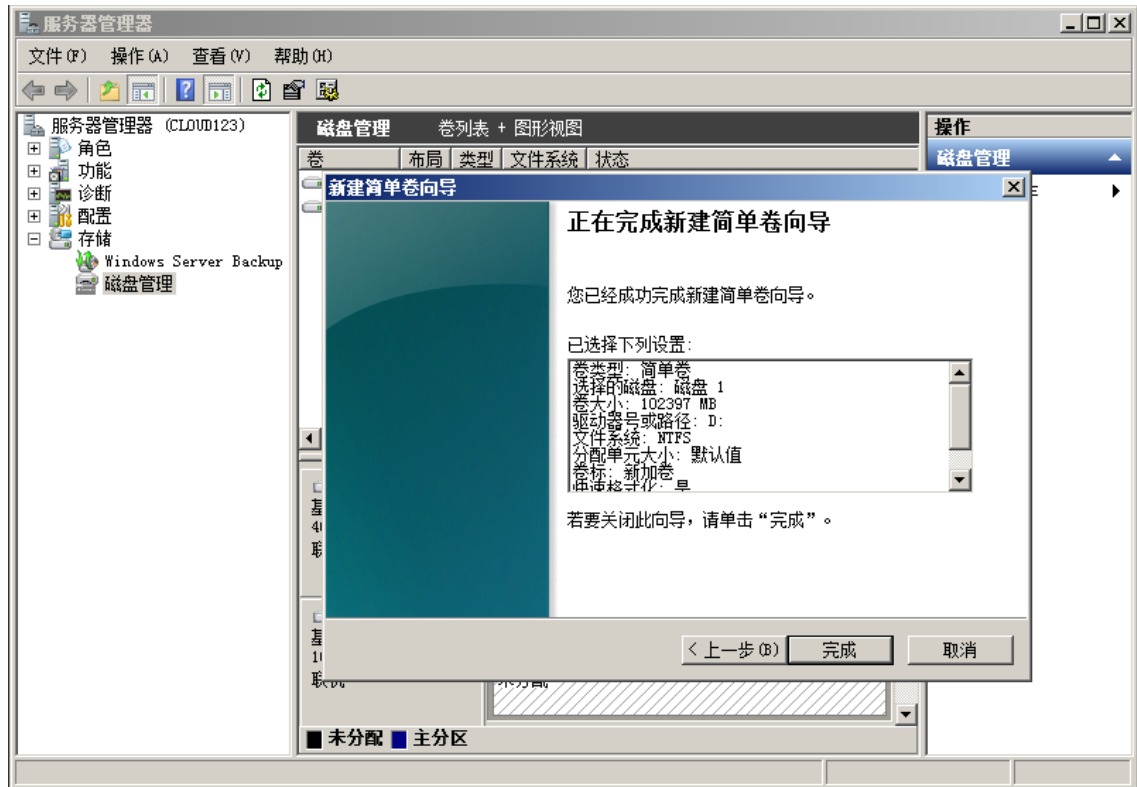 服务器管理器
文件(F) 操作(A) 查看(V) 帮助(H)
服务器管理器 (CLOUD123)
角色
功能
诊断
配置
存储
Windows Server Backup
磁盘管理
磁盘管理 卷列表 + 图形视图
卷 布局 类型 文件系统 状态
新建简单卷向导
正在完成新建简单卷向导
您已经成功完成新建简单卷向导。
已选择下列设置:
卷类型: 简单卷
选择的磁盘: 磁盘 1
卷大小: 102397 MB
驱动器号或路径: D:
文件系统: NTFS
分配单元大小: 默认值
卷标: 新加卷
快速格式化: 是
若要关闭此向导，请单击“完成”。
< 上一步(B) 完成 取消
未分配
未分配 主分区
操作
磁盘管理